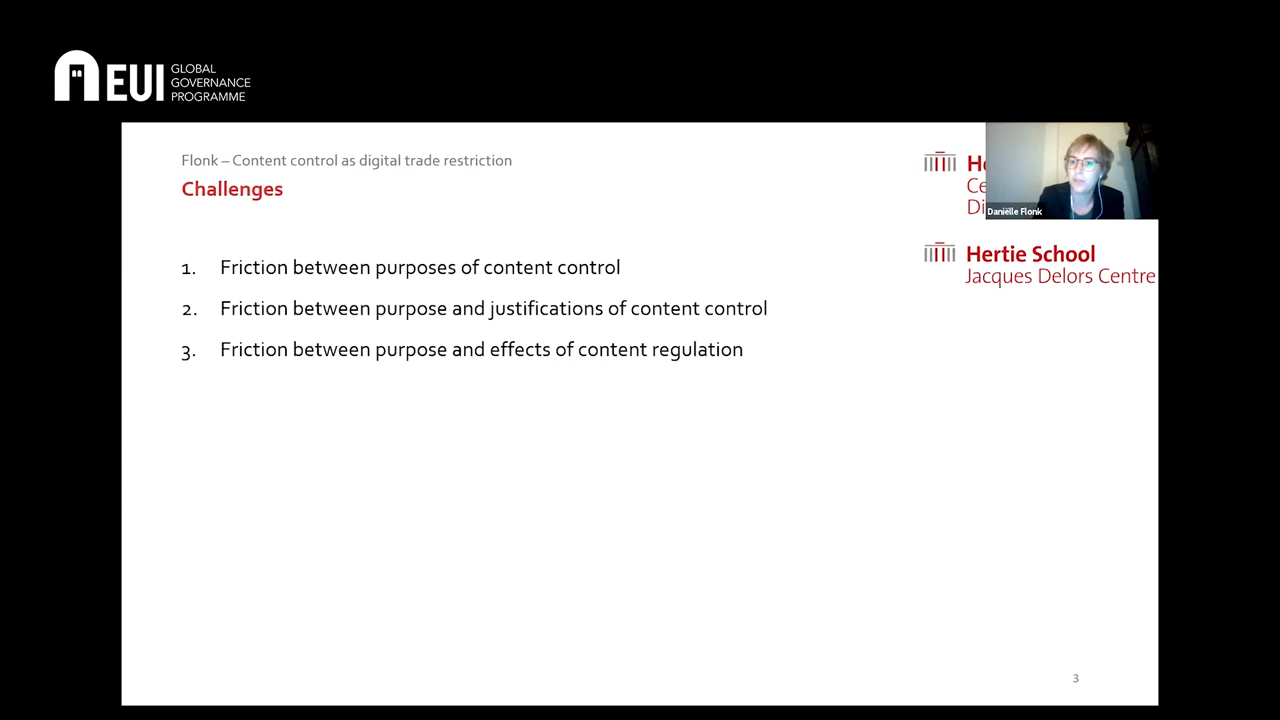 EUI
GLOBAL
GOVERNANCE
PROGRAMME
Flonk – Content control as digital trade restriction
Challenges
Daniëlle Flonk
Hertie School
Jacques Delors Centre
1. Friction between purposes of content control
2. Friction between purpose and justifications of content control
3. Friction between purpose and effects of content regulation
3